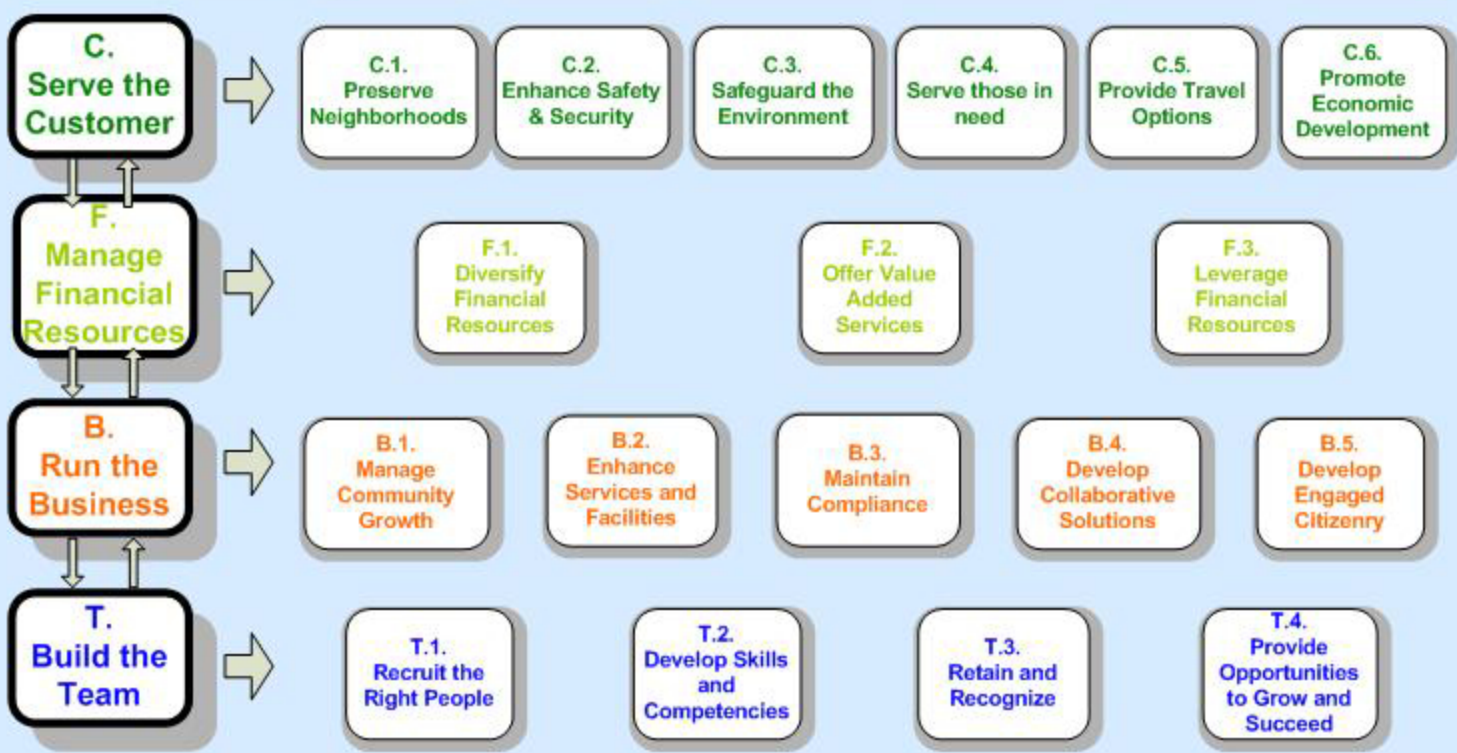 C.
Serve the
Customer
C.1.
Preserve
Neighborhoods
C.2.
Enhance Safety
& Security
C.3.
Safeguard the
Environment
C.4.
Serve those in
need
C.5.
Provide Travel
Options
C.6.
Promote
Economic
Development
F.
Manage
Financial
Resources
F.1.
Diversify
Financial
Resources
F.2.
Offer Value
Added
Services
F.3.
Leverage
Financial
Resources
B.
Run the
Business
B.1.
Manage
Community
Growth
B.2.
Enhance
Services and
Facilities
B.3.
Maintain
Compliance
B.4.
Develop
Collaborative
Solutions
B.5.
Develop
Engaged
Citizenry
T.
Build the
Team
T.1.
Recruit the
Right People
T.2.
Develop Skills
and
Competencies
T.3.
Retain and
Recognize
T.4.
Provide
Opportunities
to Grow and
Succeed